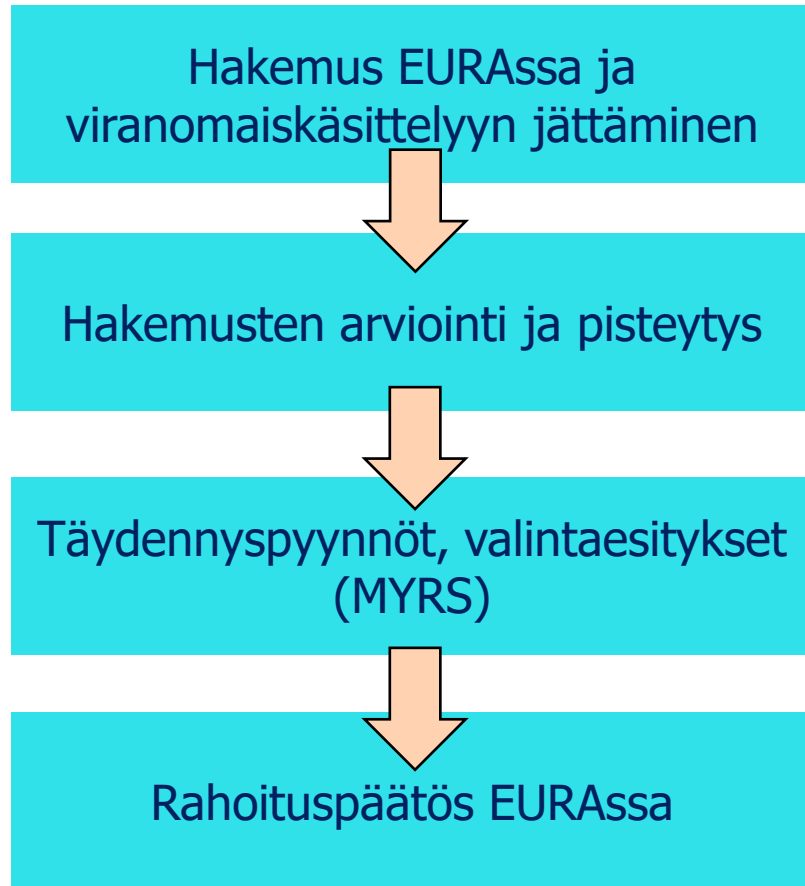 Hakemus EURAssa ja
viranomaiskäsittelyyn jättäminen
Hakemusten arviointi ja pisteytys
Täydennyspyynnöt, valintaesitykset
(MYRS)
Rahoituspäätös EURAssa